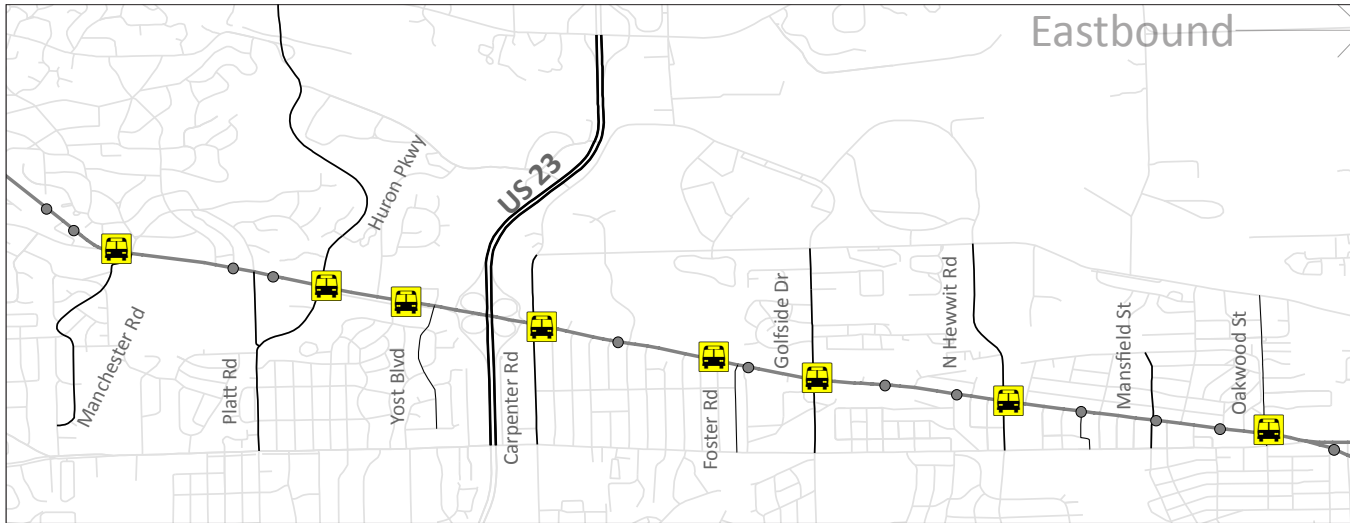 Eastbound
Huron Pkwy
US 23
Manchester Rd
Platt Rd
Yost Blvd
Carpenter Rd
Foster Rd
Golfside Dr
N Hewwit Rd
Mansfield St
Oakwood St